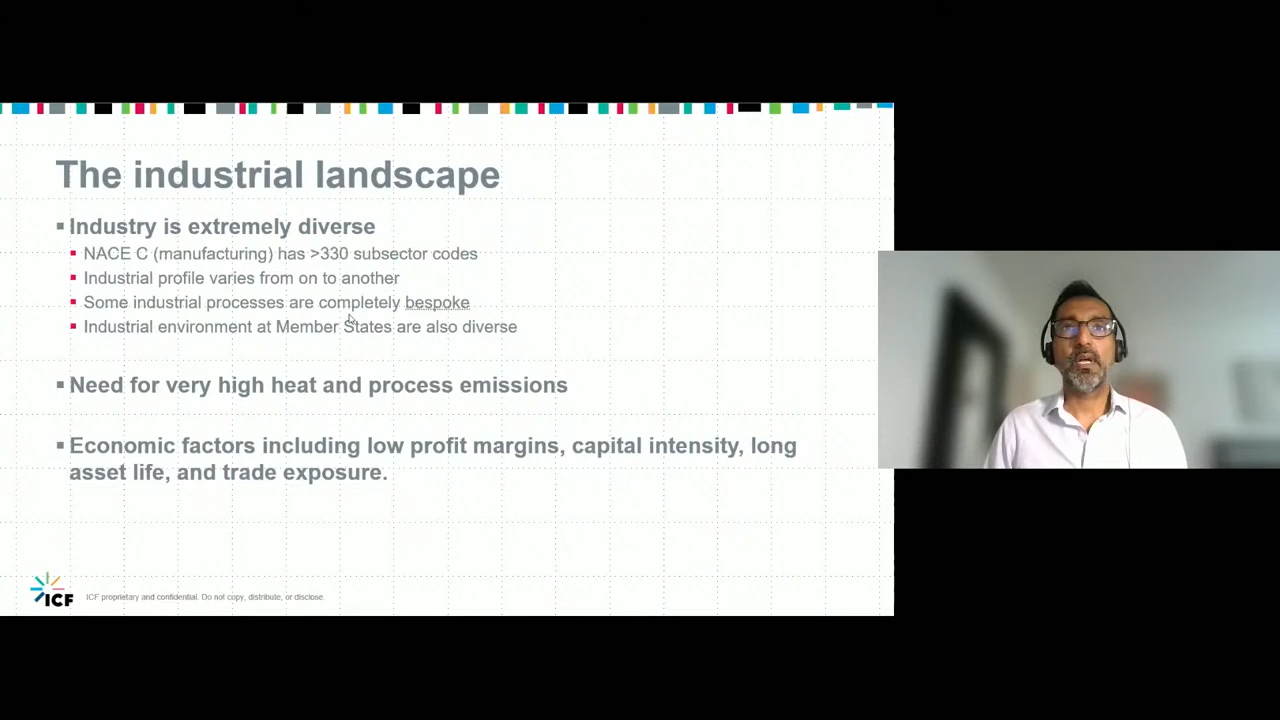 The industrial landscape
Industry is extremely diverse
NACE C (manufacturing) has >330 subsector codes
Industrial profile varies from on to another
Some industrial processes are completely bespoke
Industrial environment at Member States are also diverse
Need for very high heat and process emissions
Economic factors including low profit margins, capital intensity, long
asset life, and trade exposure.
ICF
ICF proprietary and confidential. Do not copy, distribute, or disclose.